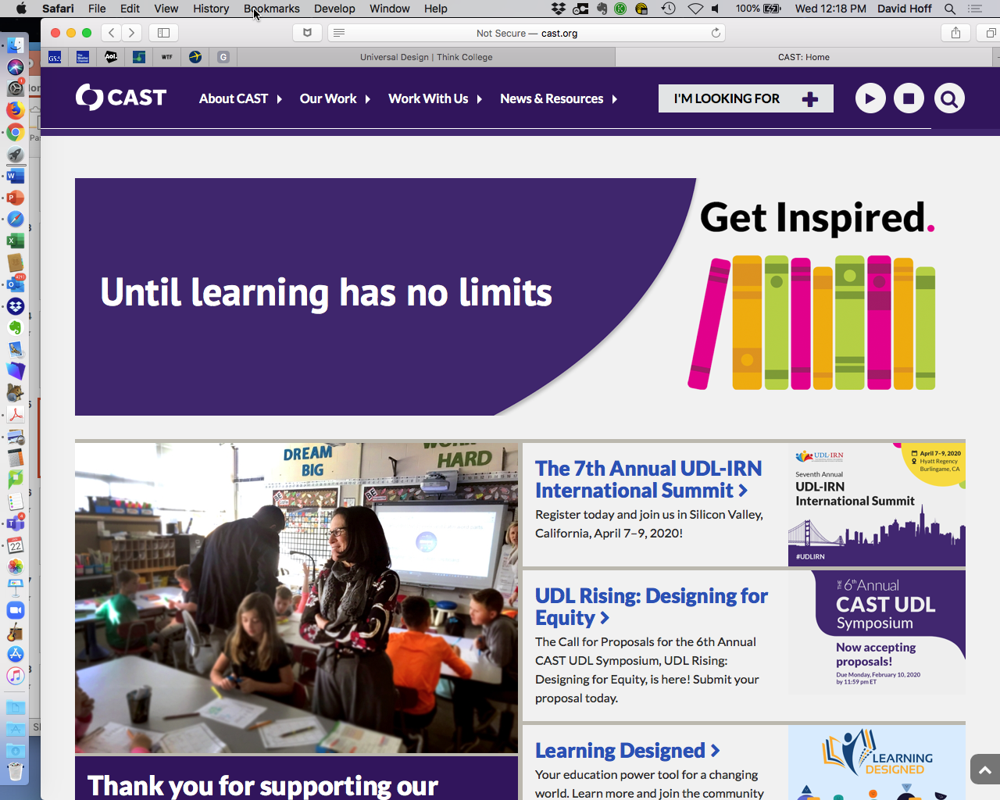 Safari File Edit View History Bookmarks Develop Window Help
100% Wed 12:18 PM David Hoff
Not Secure — cast.org
GSA
Aol.
WTF
G
Universal Design | Think College
CAST: Home
CAST
About CAST
Our Work
Work With Us
News & Resources
I'M LOOKING FOR
Until learning has no limits
Get Inspired.
DREAM
BIG
WORK
HARD
BE
BE
The 7th Annual UDL-IRN
International Summit
Register today and join us in Silicon Valley,
California, April 7–9, 2020!
UDL-IRN
April 7–9, 2020
Hyatt Regency
Burlingame, CA
Seventh Annual
UDL-IRN
International Summit
#UDLIRN
UDL Rising: Designing for
Equity
The Call for Proposals for the 6th Annual
CAST UDL Symposium, UDL Rising:
Designing for Equity, is here! Submit your
proposal today.
THE 6th Annual
CAST UDL
Symposium
Now accepting
proposals!
Due Monday, February 10, 2020
by 11:59 pm ET
Learning Designed
Your education power tool for a changing
world. Learn more and join the community
LEARNING
DESIGNED
Thank you for supporting our
22